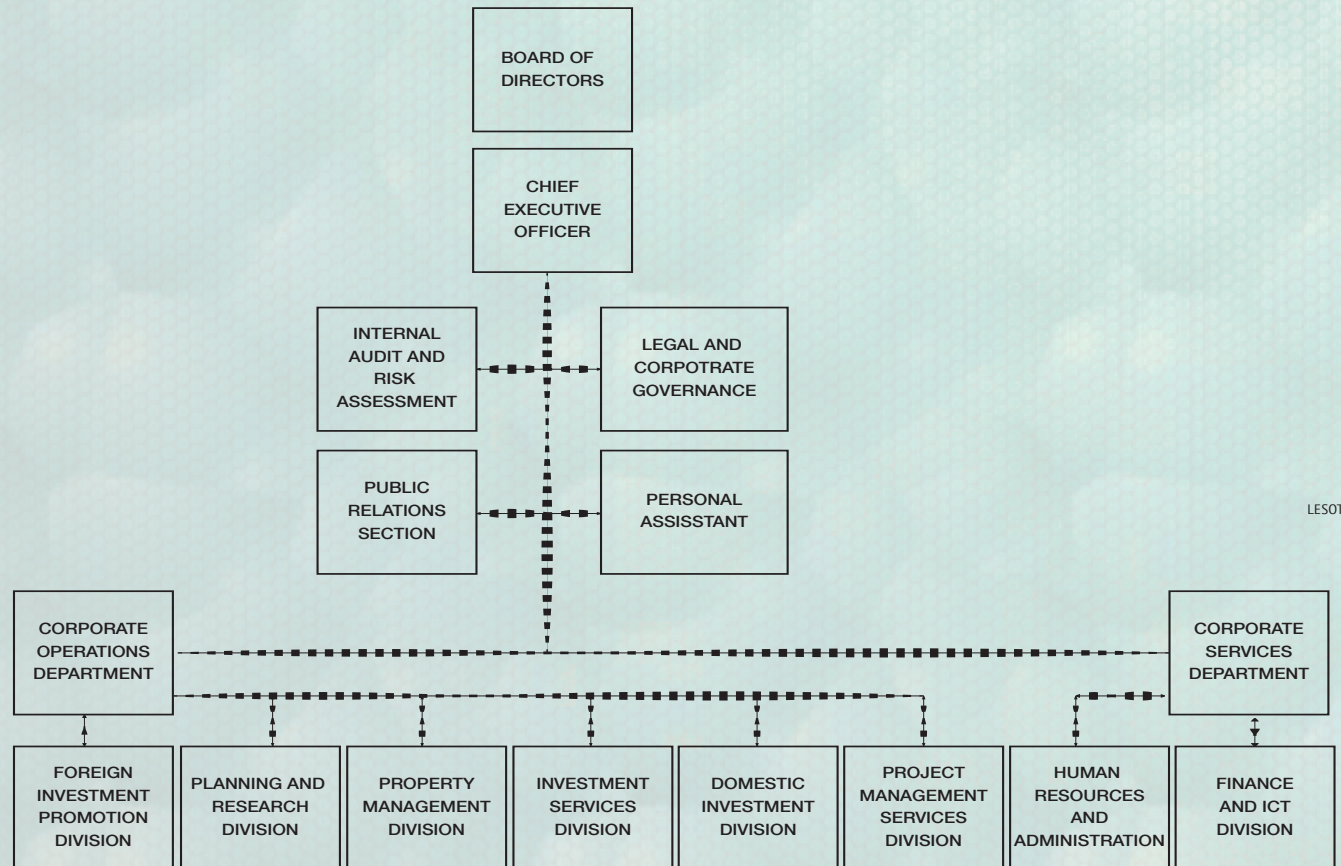 BOARD OF
DIRECTORS
CHIEF
EXECUTIVE
OFFICER
INTERNAL
AUDIT AND
RISK
ASSESSMENT
LEGAL AND
CORPOTRATE
GOVERNANCE
PUBLIC
RELATIONS
SECTION
PERSONAL
ASSISSTANT
LESOT
CORPORATE
OPERATIONS
DEPARTMENT
CORPORATE
SERVICES
DEPARTMENT
FOREIGN
INVESTMENT
PROMOTION
DIVISION
PLANNING AND
RESEARCH
DIVISION
PROPERTY
MANAGEMENT
DIVISION
INVESTMENT
SERVICES
DIVISION
DOMESTIC
INVESTMENT
DIVISION
PROJECT
MANAGEMENT
SERVICES
DIVISION
HUMAN
RESOURCES
AND
ADMINISTRATION
FINANCE
AND ICT
DIVISION